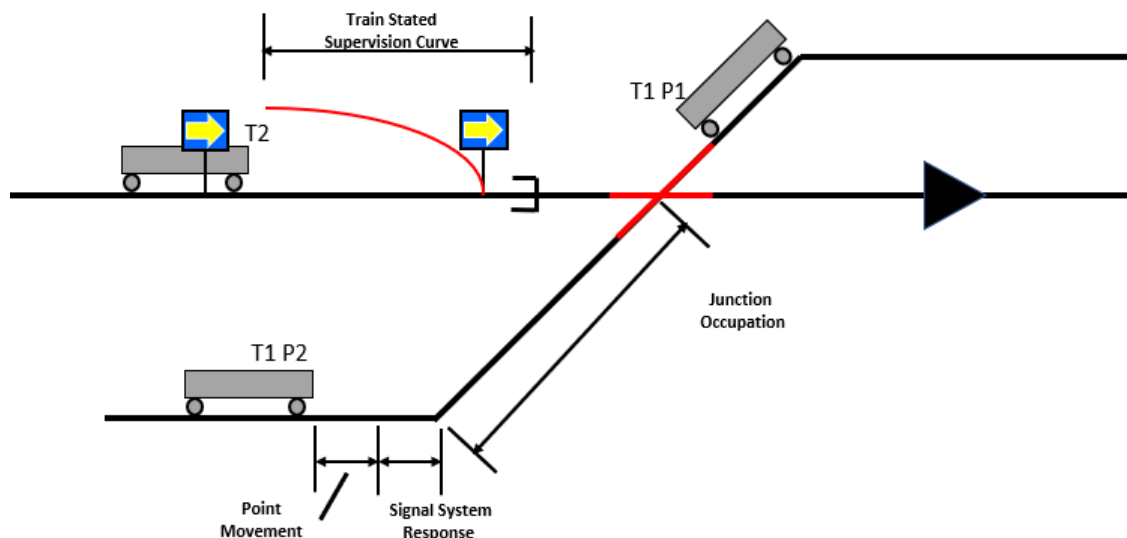 Train Stated
Supervision Curve
T1 P1
T2
Junction
Occupation
T1 P2
Point
Movement
Signal System
Response